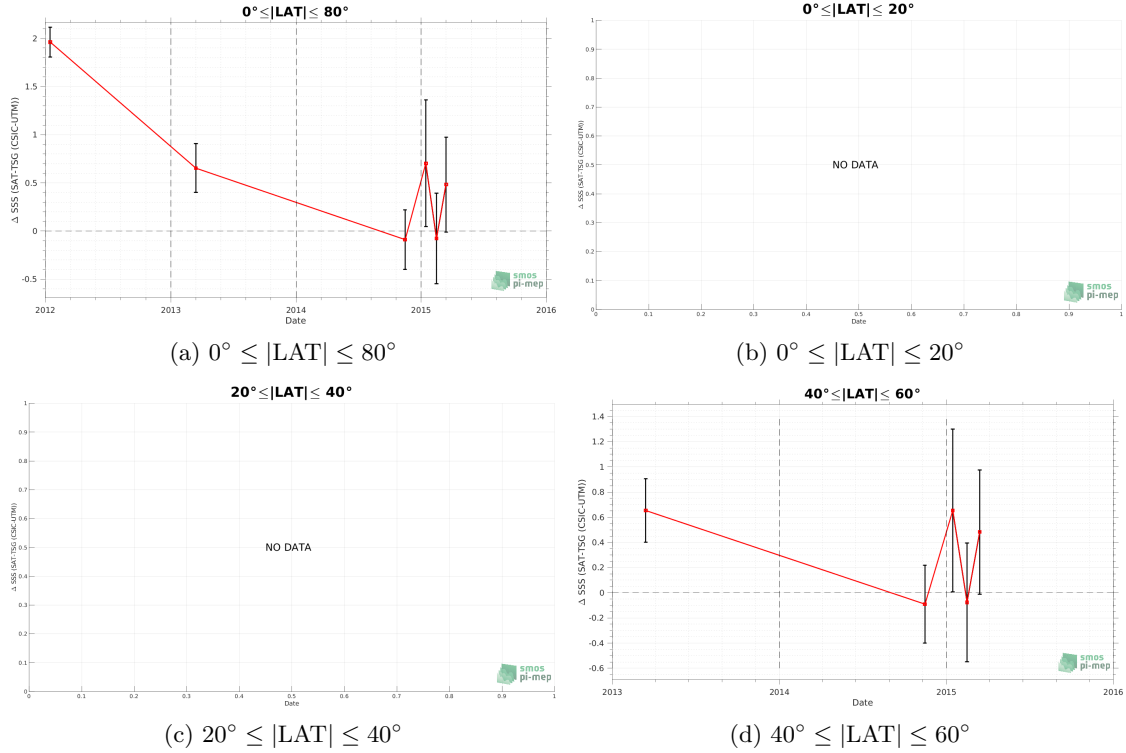 0°≤|LAT|≤ 80°
2
1.5
1
0.5
0
-0.5
Δ SSS (SAT-TSG (CSIC-UTM))
2012
2013
2014
2015
2016
Date
smos
pi-mep
(a) 0° ≤ |LAT| ≤ 80°
0°≤|LAT|≤ 20°
1
0.9
0.8
0.7
0.6
0.5
0.4
0.3
0.2
0.1
0
Δ SSS (SAT-TSG (CSIC-UTM))
NO DATA
0
0.1
0.2
0.3
0.4
0.5
0.6
0.7
0.8
0.9
1
Date
smos
pi-mep
(b) 0° ≤ |LAT| ≤ 20°
20°≤|LAT|≤ 40°
1
0.9
0.8
0.7
0.6
0.5
0.4
0.3
0.2
0.1
0
Δ SSS (SAT-TSG (CSIC-UTM))
NO DATA
0
0.1
0.2
0.3
0.4
0.5
0.6
0.7
0.8
0.9
1
Date
smos
pi-mep
(c) 20° ≤ |LAT| ≤ 40°
40°≤|LAT|≤ 60°
1.4
1.2
1
0.8
0.6
0.4
0.2
0
-0.2
-0.4
-0.6
Δ SSS (SAT-TSG (CSIC-UTM))
2013
2014
2015
2016
Date
smos
pi-mep
(d) 40° ≤ |LAT| ≤ 60°